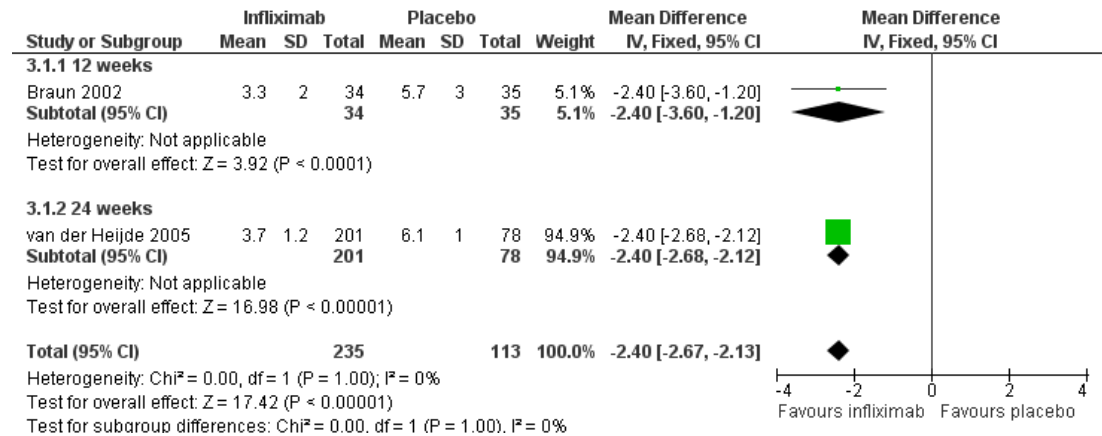 Infliximab Placebo Mean Difference Mean Difference
Study or Subgroup Mean SD Total Mean SD Total Weight IV, Fixed, 95% CI IV, Fixed, 95% CI
3.1.1 12 weeks
Braun 2002 3.3 2 34 5.7 3 35 5.1% -2.40 [-3.60, -1.20]
Subtotal (95% CI) 34 35 5.1% -2.40 [-3.60, -1.20]
Heterogeneity: Not applicable
Test for overall effect: Z = 3.92 (P < 0.0001)
3.1.2 24 weeks
van der Heijde 2005 3.7 1.2 201 6.1 1 78 94.9% -2.40 [-2.68, -2.12]
Subtotal (95% CI) 201 78 94.9% -2.40 [-2.68, -2.12]
Heterogeneity: Not applicable
Test for overall effect: Z = 16.98 (P < 0.00001)
Total (95% CI) 235 113 100.0% -2.40 [-2.67, -2.13]
Heterogeneity: Chi² = 0.00, df = 1 (P = 1.00); I² = 0%
Test for overall effect: Z = 17.42 (P < 0.00001)
Test for subgroup differences: Chi² = 0.00, df = 1 (P = 1.00), I² = 0%
-4 -2 0 2 4
Favours infliximab Favours placebo